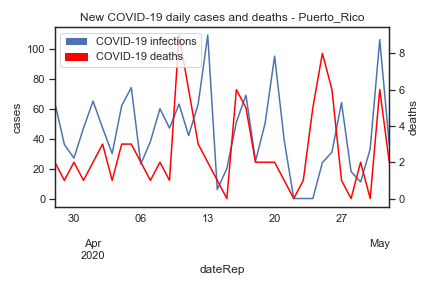 New COVID-19 daily cases and deaths - Puerto_Rico
COVID-19 infections
COVID-19 deaths
cases
100
80
60
40
20
0
deaths
8
6
4
2
0
30 06 13 20 27
Apr May
2020
dateRep